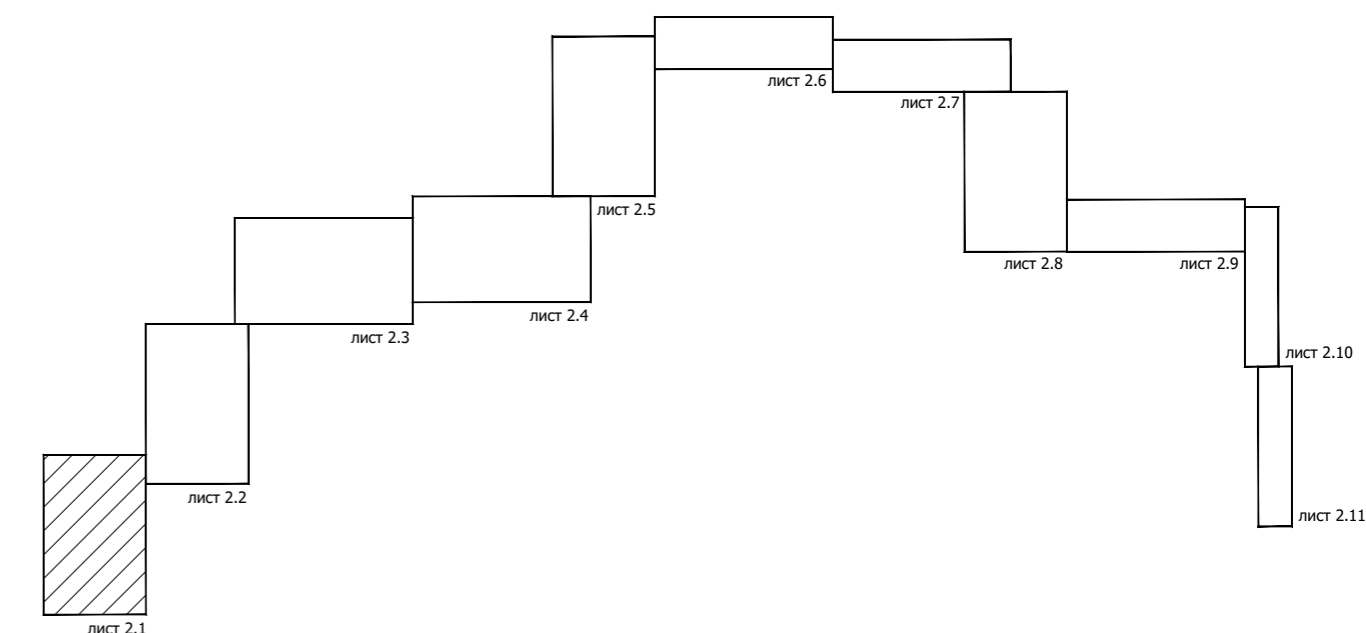 лист 2.6
лист 2.7
лист 2.5
лист 2.8
лист 2.9
лист 2.4
лист 2.3
лист 2.10
лист 2.2
лист 2.11
лист 2.1